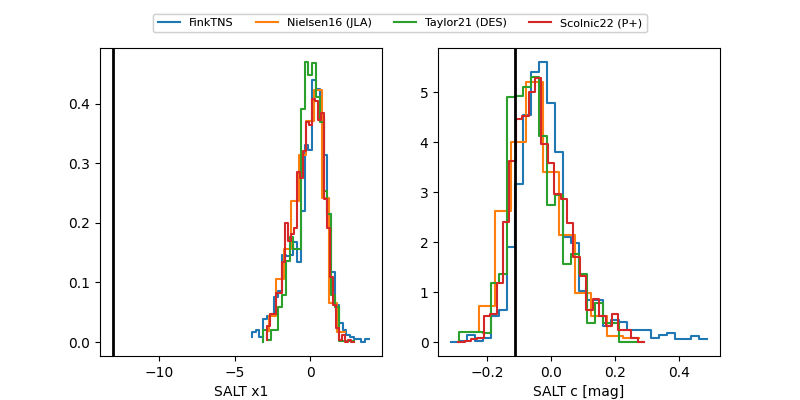 FinkTNS Nielsen16 (JLA) Taylor21 (DES) Scolnic22 (P+)
0.4
0.3
0.2
0.1
0.0
−10 −5 0
SALT x1
5
4
3
2
1
0
−0.2 0.0 0.2 0.4
SALT c [mag]